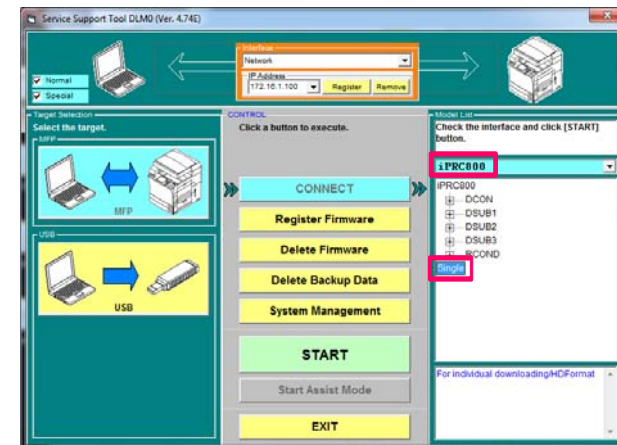 Service Support Tool DLM0 (Ver. 4.74E)
Interface
Network
IP Address
172.16.1.100
Register
Remove
Normal
Special
Target Selection
Select the target.
MFP
MFP
USB
USB
CONTROL
Click a button to execute.
CONNECT
Register Firmware
Delete Firmware
Delete Backup Data
System Management
START
Start Assist Mode
EXIT
Model List
Check the interface and click [START]
button.
iPRC800
iPRC800
DCON
DSUB1
DSUB2
DSUB3
RCOND
Single
For individual downloading/HDFormat